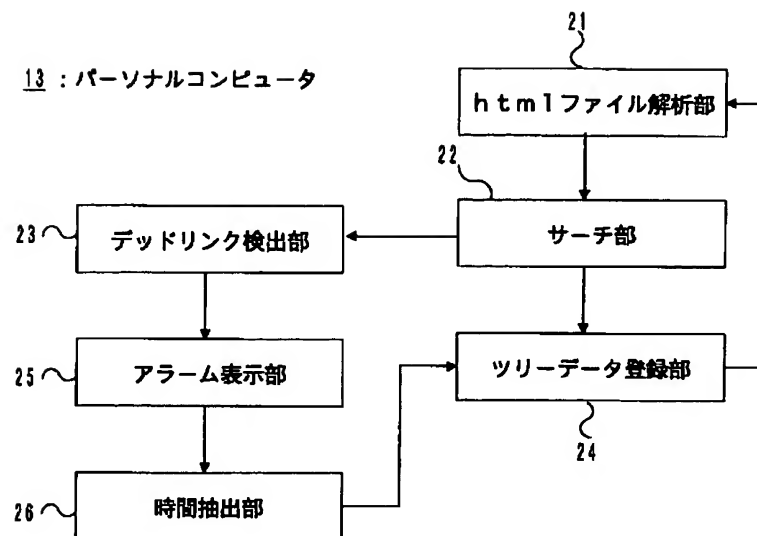 21
13：パーソナルコンピュータ
ｈｔｍｌファイル解析部
22
23
デッドリンク検出部
サーチ部
25
アラーム表示部
ツリーデータ登録部
24
26
時間抽出部